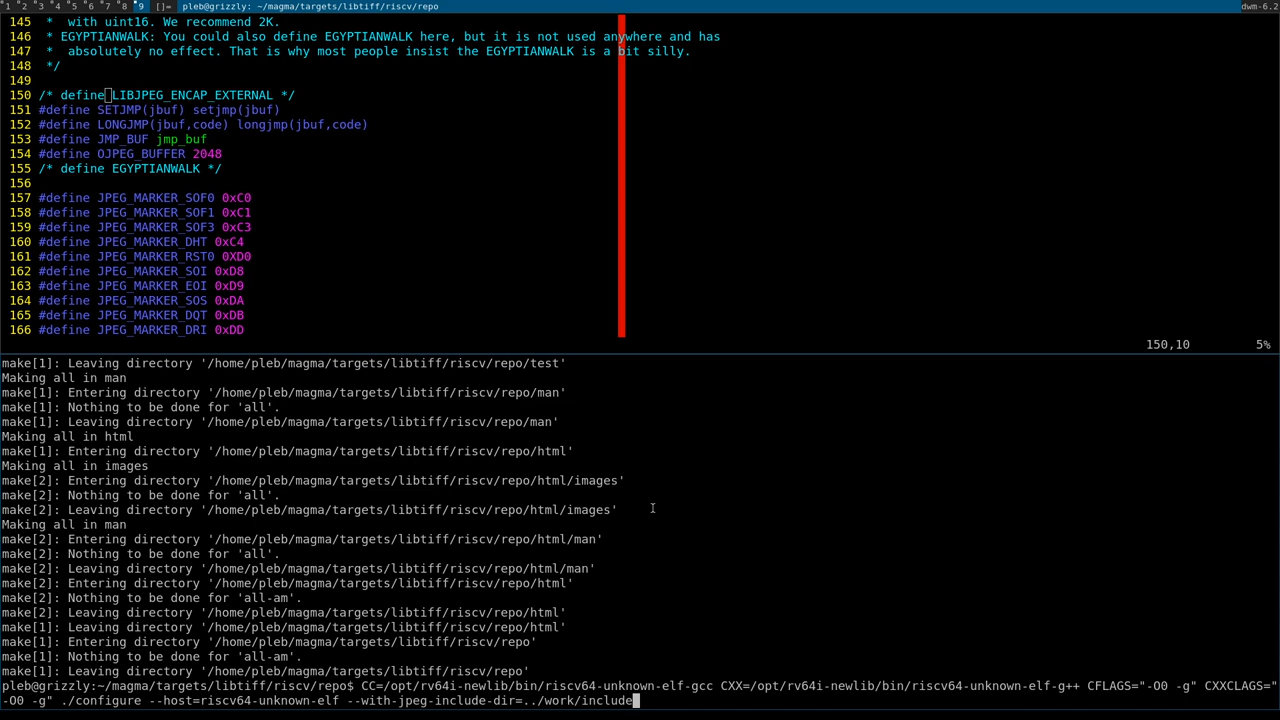 1 2 3 4 5 6 7 8 9 []= pleb@grizzly: ~/magma/targets/libtiff/riscv/repo dwm-6.2
145  *  with uint16. We recommend 2K.
146  * EGYPTIANWALK: You could also define EGYPTIANWALK here, but it is not used anywhere and has
147  *  absolutely no effect. That is why most people insist the EGYPTIANWALK is a bit silly.
148  */
149
150 /* define LIBJPEG_ENCAP_EXTERNAL */
151 #define SETJMP(jbuf) setjmp(jbuf)
152 #define LONGJMP(jbuf,code) longjmp(jbuf,code)
153 #define JMP_BUF jmp_buf
154 #define OJPEG_BUFFER 2048
155 /* define EGYPTIANWALK */
156
157 #define JPEG_MARKER_SOF0 0xC0
158 #define JPEG_MARKER_SOF1 0xC1
159 #define JPEG_MARKER_SOF3 0xC3
160 #define JPEG_MARKER_DHT 0xC4
161 #define JPEG_MARKER_RST0 0XD0
162 #define JPEG_MARKER_SOI 0xD8
163 #define JPEG_MARKER_EOI 0xD9
164 #define JPEG_MARKER_SOS 0xDA
165 #define JPEG_MARKER_DQT 0xDB
166 #define JPEG_MARKER_DRI 0xDD
150,10 5%
make[1]: Leaving directory '/home/pleb/magma/targets/libtiff/riscv/repo/test'
Making all in man
make[1]: Entering directory '/home/pleb/magma/targets/libtiff/riscv/repo/man'
make[1]: Nothing to be done for 'all'.
make[1]: Leaving directory '/home/pleb/magma/targets/libtiff/riscv/repo/man'
Making all in html
make[1]: Entering directory '/home/pleb/magma/targets/libtiff/riscv/repo/html'
Making all in images
make[2]: Entering directory '/home/pleb/magma/targets/libtiff/riscv/repo/html/images'
make[2]: Nothing to be done for 'all'.
make[2]: Leaving directory '/home/pleb/magma/targets/libtiff/riscv/repo/html/images'
Making all in man
make[2]: Entering directory '/home/pleb/magma/targets/libtiff/riscv/repo/html/man'
make[2]: Nothing to be done for 'all'.
make[2]: Leaving directory '/home/pleb/magma/targets/libtiff/riscv/repo/html/man'
make[2]: Entering directory '/home/pleb/magma/targets/libtiff/riscv/repo/html'
make[2]: Nothing to be done for 'all-am'.
make[2]: Leaving directory '/home/pleb/magma/targets/libtiff/riscv/repo/html'
make[1]: Leaving directory '/home/pleb/magma/targets/libtiff/riscv/repo/html'
make[1]: Entering directory '/home/pleb/magma/targets/libtiff/riscv/repo'
make[1]: Nothing to be done for 'all-am'.
make[1]: Leaving directory '/home/pleb/magma/targets/libtiff/riscv/repo'
pleb@grizzly:~/magma/targets/libtiff/riscv/repo$ CC=/opt/rv64i-newlib/bin/riscv64-unknown-elf-gcc CXX=/opt/rv64i-newlib/bin/riscv64-unknown-elf-g++ CFLAGS="-O0 -g" CXXCLAGS="
-O0 -g" ./configure --host=riscv64-unknown-elf --with-jpeg-include-dir=../work/include